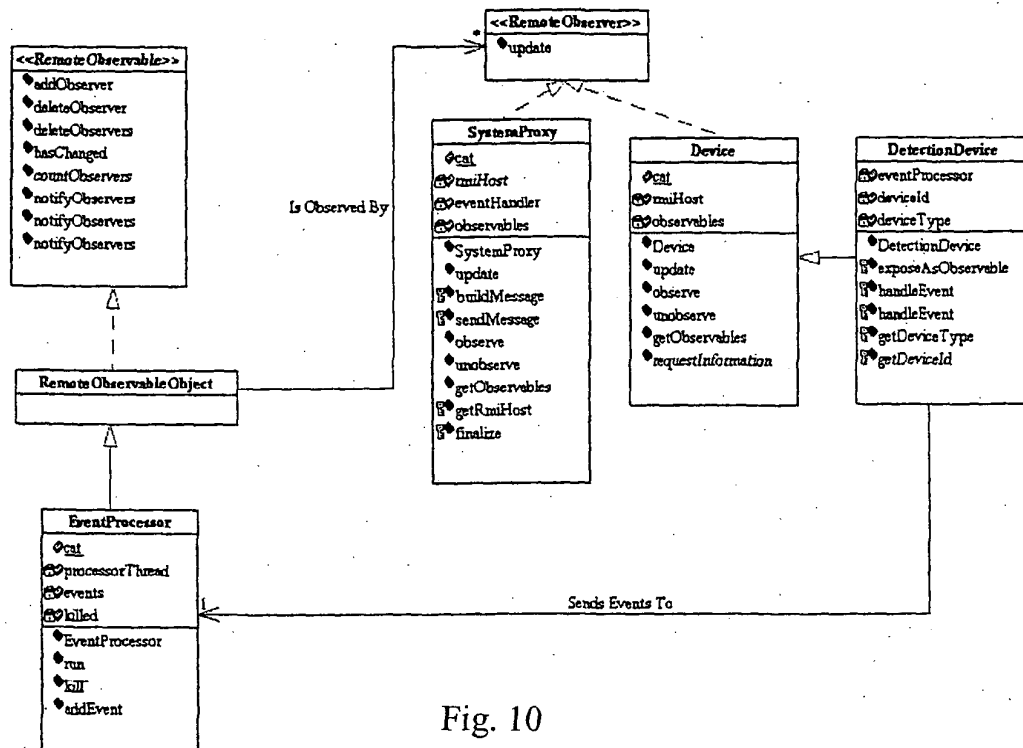 <<RemoteObservable>>
addObserver
deleteObserver
deleteObservers
hasChanged
countObservers
notifyObservers
notifyObservers
notifyObservers
<<RemoteObserver>>
update
*
Is Observed By
SystemProxy
cat
rmiHost
eventHandler
observables
SystemProxy
update
buildMessage
sendMessage
observe
unobserve
getObservables
getRmiHost
finalize
Device
cat
rmiHost
observables
Device
update
observe
unobserve
getObservables
requestInformation
DetectionDevice
eventProcessor
deviceId
deviceType
DetectionDevice
exposeAsObservable
handleEvent
handleEvent
getDeviceType
getDeviceId
RemoteObservableObject
EventProcessor
cat
processorThread
events
killed
EventProcessor
run
kill
addEvent
1
Sends Events To
Fig. 10